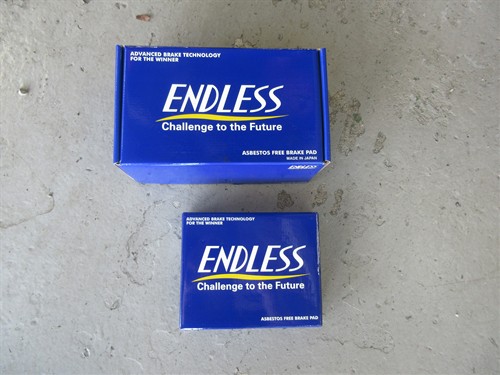 ADVANCED BRAKE TECHNOLOGY
FOR THE WINNER
ENDLESS
Challenge to the Future
ASBESTOS FREE BRAKE PAD
MADE IN JAPAN
ENDLESS
ADVANCED BRAKE TECHNOLOGY
FOR THE WINNER
ENDLESS
Challenge to the Future
ASBESTOS FREE BRAKE PAD